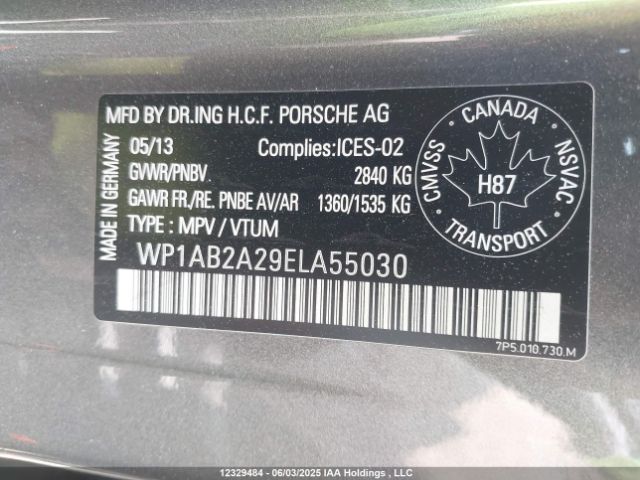 MFD BY DR.ING H.C.F. PORSCHE AG
05/13 Complies:ICES-02
GVWR/PNBV 2840 KG
GAWR FR./RE. PNBE AV/AR 1360/1535 KG
TYPE : MPV / VTUM
WP1AB2A29ELA55030
MADE IN GERMANY
CANADA
CMVSS
NSVAC
H87
TRANSPORT
7P5.010.730.M
12329484 - 06/03/2025 IAA Canada Inc. , LLC